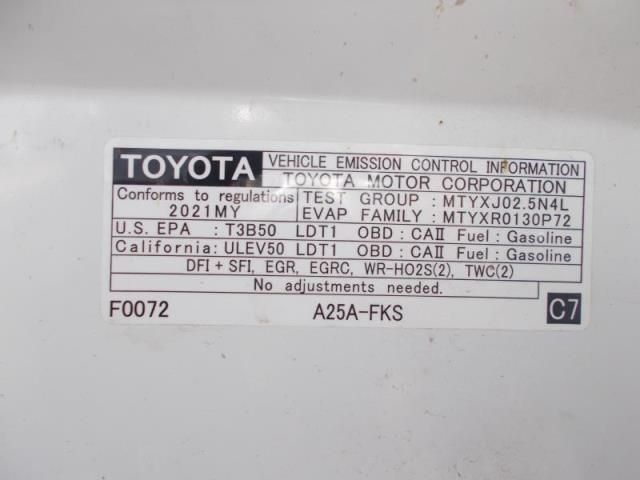 TOYOTA VEHICLE EMISSION CONTROL INFORMATION
TOYOTA MOTOR CORPORATION
Conforms to regulations TEST GROUP : MTYXJ02.5N4L
2021MY EVAP FAMILY : MTYXR0130P72
U.S. EPA : T3B50 LDT1 OBD : CAII Fuel : Gasoline
California: ULEV50 LDT1 OBD : CAII Fuel : Gasoline
DFI + SFI, EGR, EGRC, WR-HO2S(2), TWC(2)
No adjustments needed.
F0072 A25A-FKS C7